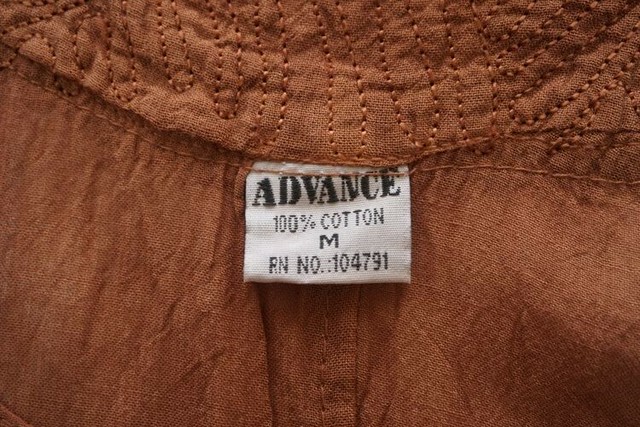 ADVANCE
100% COTTON
M
RN NO.:104791